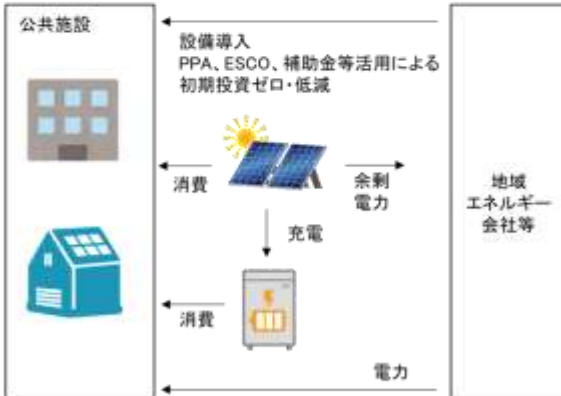 公共施設
設備導入
PPA、ESCO、補助金等活用による
初期投資ゼロ・低減
消費
余剰
電力
地域
エネルギー
会社等
充電
消費
電力